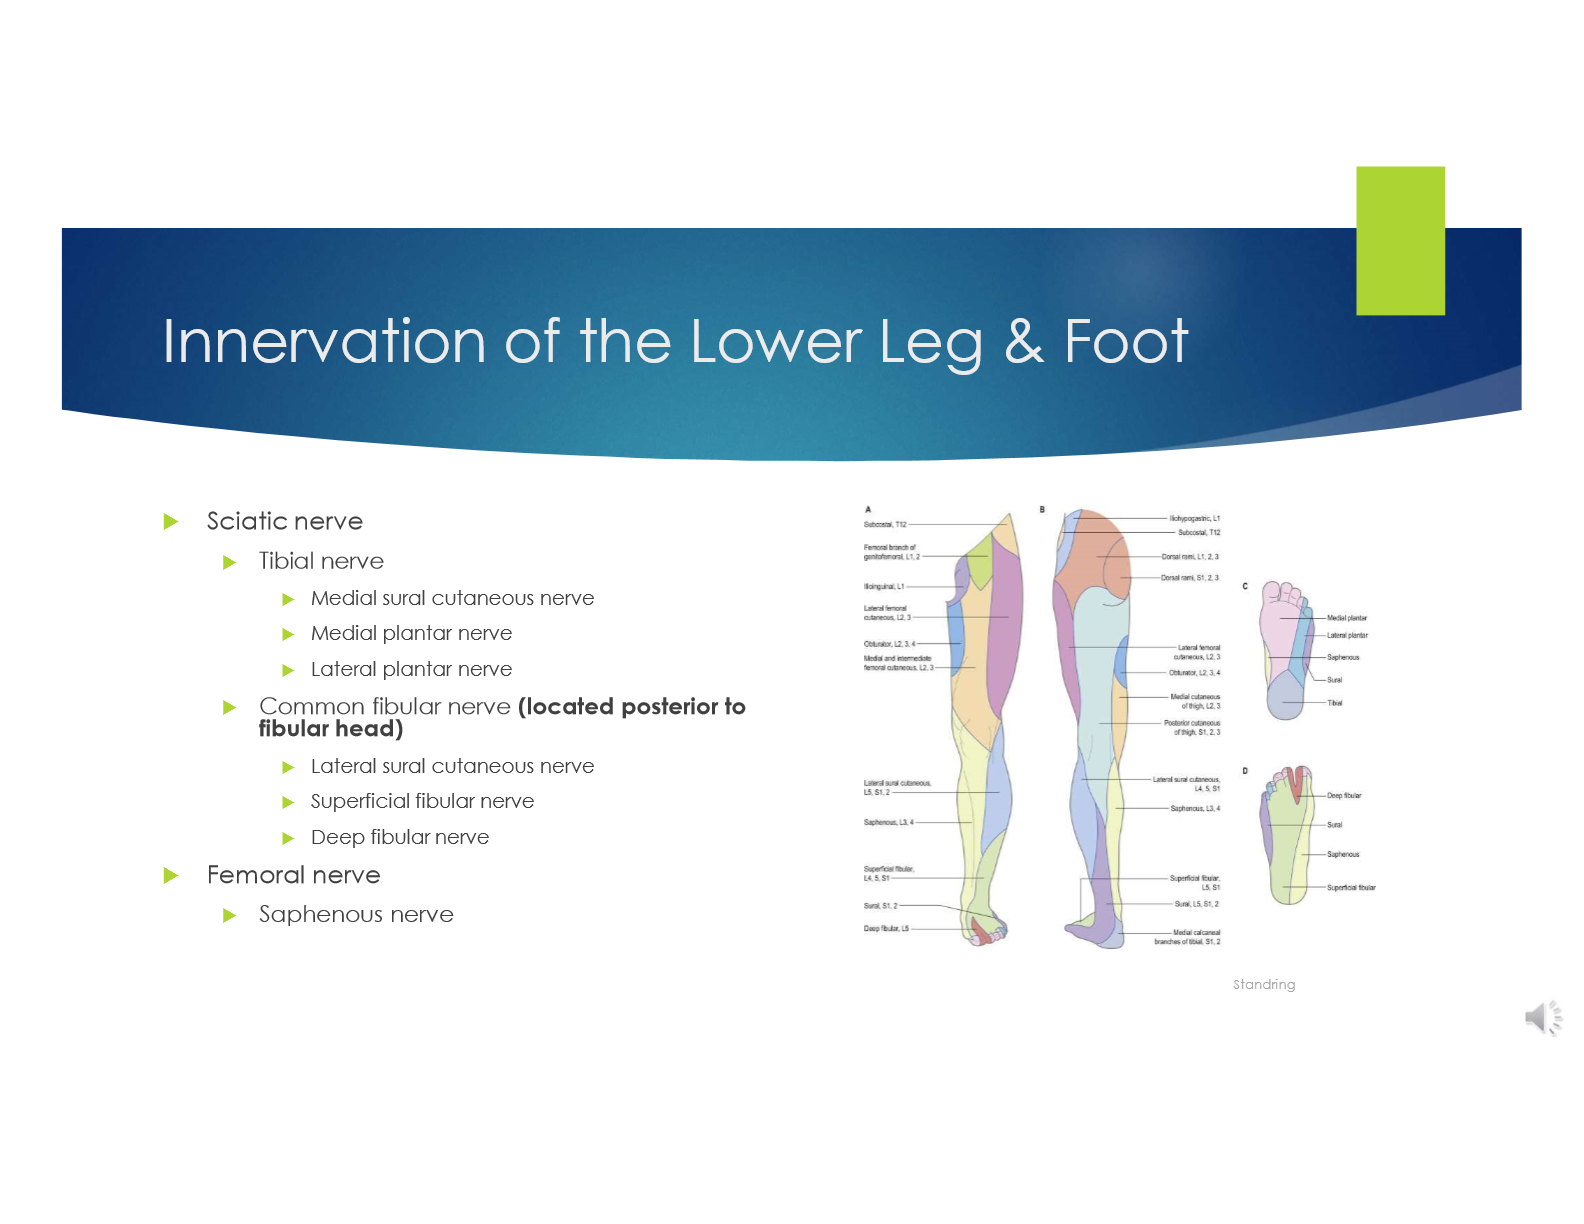 Innervation of the Lower Leg & Foot
Sciatic nerve
Tibial nerve
Medial sural cutaneous nerve
Medial plantar nerve
Lateral plantar nerve
Common fibular nerve (located posterior to
fibular head)
Lateral sural cutaneous nerve
Superficial fibular nerve
Deep fibular nerve
Femoral nerve
Saphenous nerve
A
Subcostal, T12
Femoral branch of
genitofemoral, L1, 2
Ilioinguinal, L1
Lateral femoral
cutaneous, L2, 3
Obturator, L2, 3, 4
Medial and intermediate
femoral cutaneous, L2, 3
Lateral sural cutaneous,
L5, S1, 2
Saphenous, L3, 4
Superficial fibular,
L4, 5, S1
Sural, S1, 2
Deep fibular, L5
B
Iliohypogastric, L1
Subcostal, T12
Dorsal rami, L1, 2, 3
Dorsal rami, S1, 2, 3
Lateral femoral
cutaneous, L2, 3
Obturator, L2, 3, 4
Medial cutaneous
of thigh, L2, 3
Posterior cutaneous
of thigh, S1, 2, 3
Lateral sural cutaneous,
L4, 5, S1
Saphenous, L3, 4
Superficial fibular,
L5, S1
Sural, L5, S1, 2
Medial calcaneal
branches of tibial, S1, 2
C
Medial plantar
Lateral plantar
Saphenous
Sural
Tibial
D
Deep fibular
Sural
Saphenous
Superficial fibular
Standring